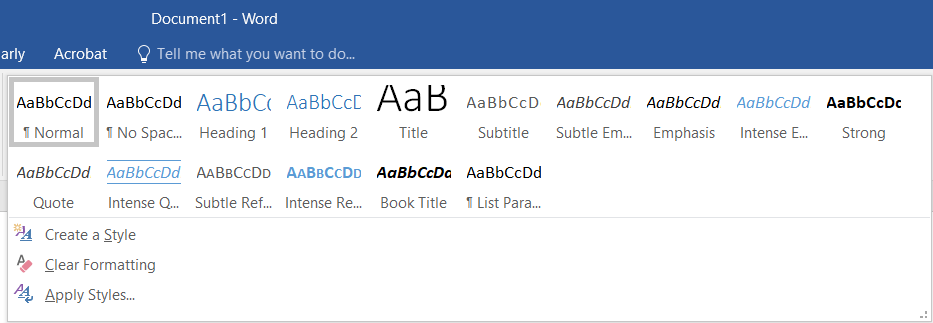 Document1 - Word
arly Acrobat Tell me what you want to do...
AaBbCcDd AaBbCcDd AaBbCc AaBbCcD AaB AaBbCcD AaBbCcDd AaBbCcDd AaBbCcDd AaBbCcDc
¶ Normal ¶ No Spac... Heading 1 Heading 2 Title Subtitle Subtle Em... Emphasis Intense E... Strong
AaBbCcDd AaBbCcDd AaBbCcDd AaBbCcDd AaBbCcDd AaBbCcDd
Quote Intense Q... Subtle Ref... Intense Re... Book Title ¶ List Para...
Create a Style
Clear Formatting
Apply Styles...